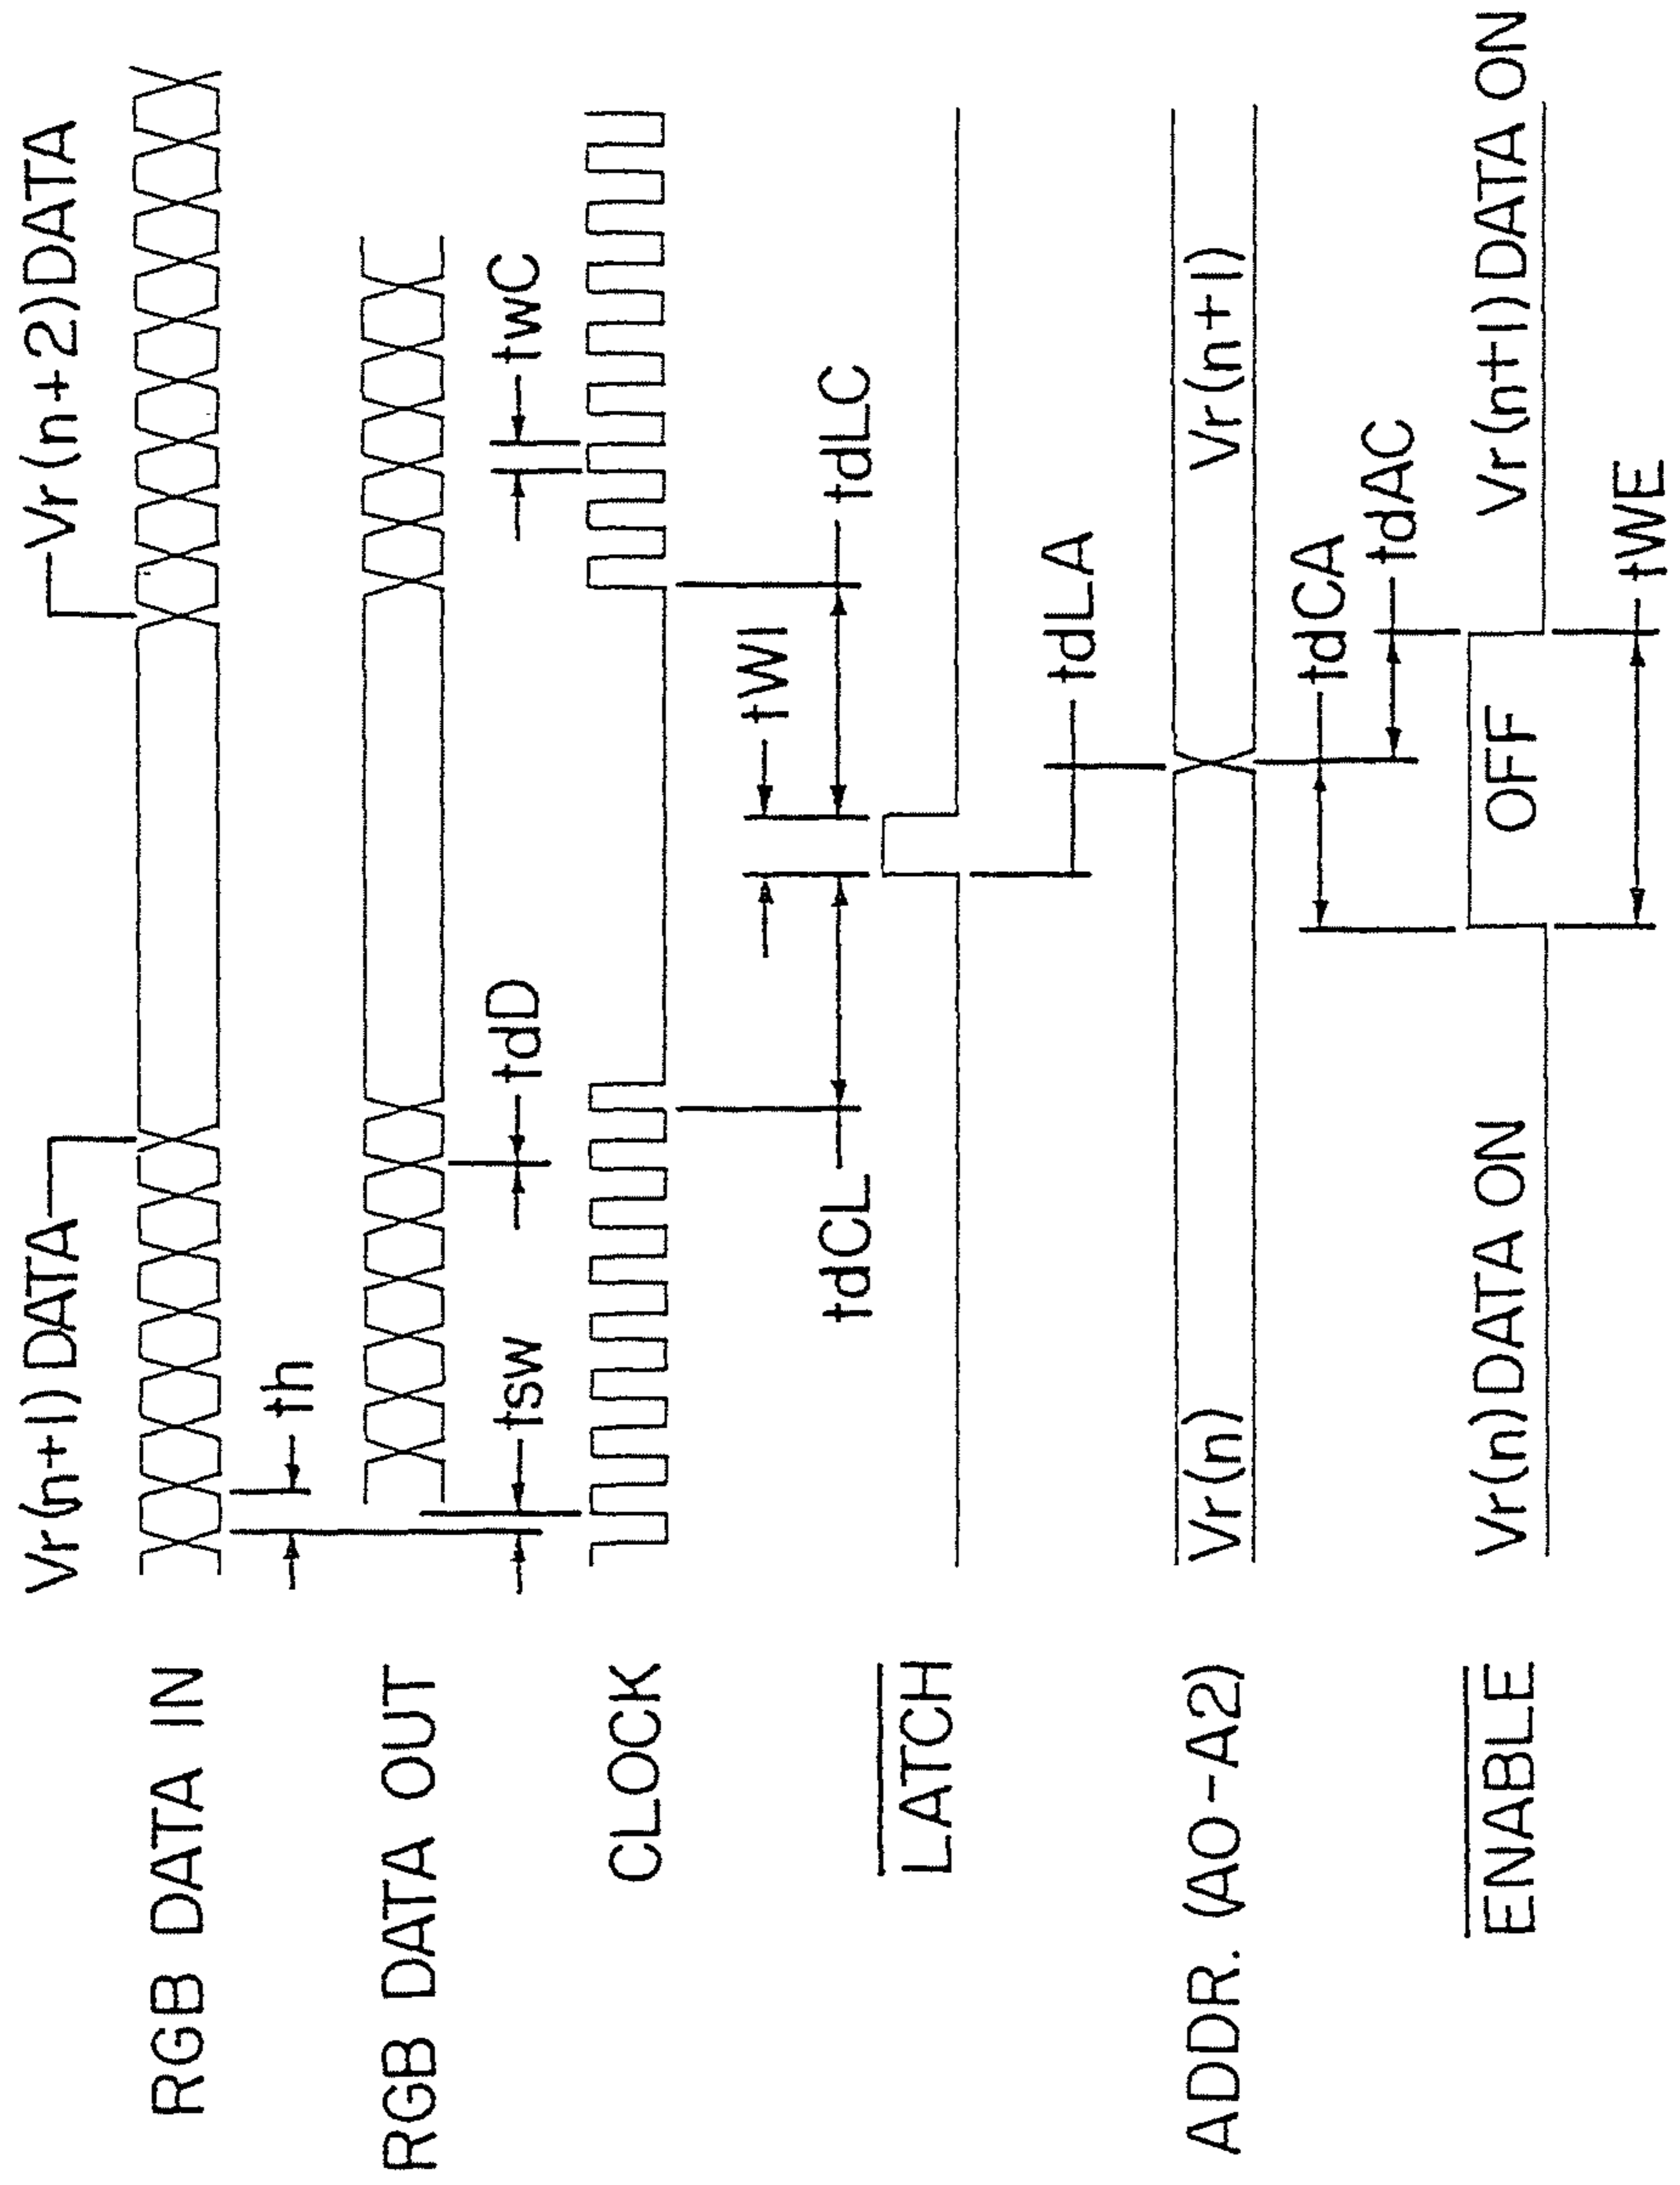 Vr(n+1) DATA
Vr(n+2) DATA
RGB DATA IN
th
RGB DATA OUT
tsw
tdD
twC
CLOCK
tdCL
tWl
tdLC
LATCH
tdLA
ADDR. (A0-A2)
Vr(n)
Vr(n+1)
tdCA
tdAC
ENABLE
Vr(n) DATA ON
OFF
Vr(n+1) DATA ON
tWE